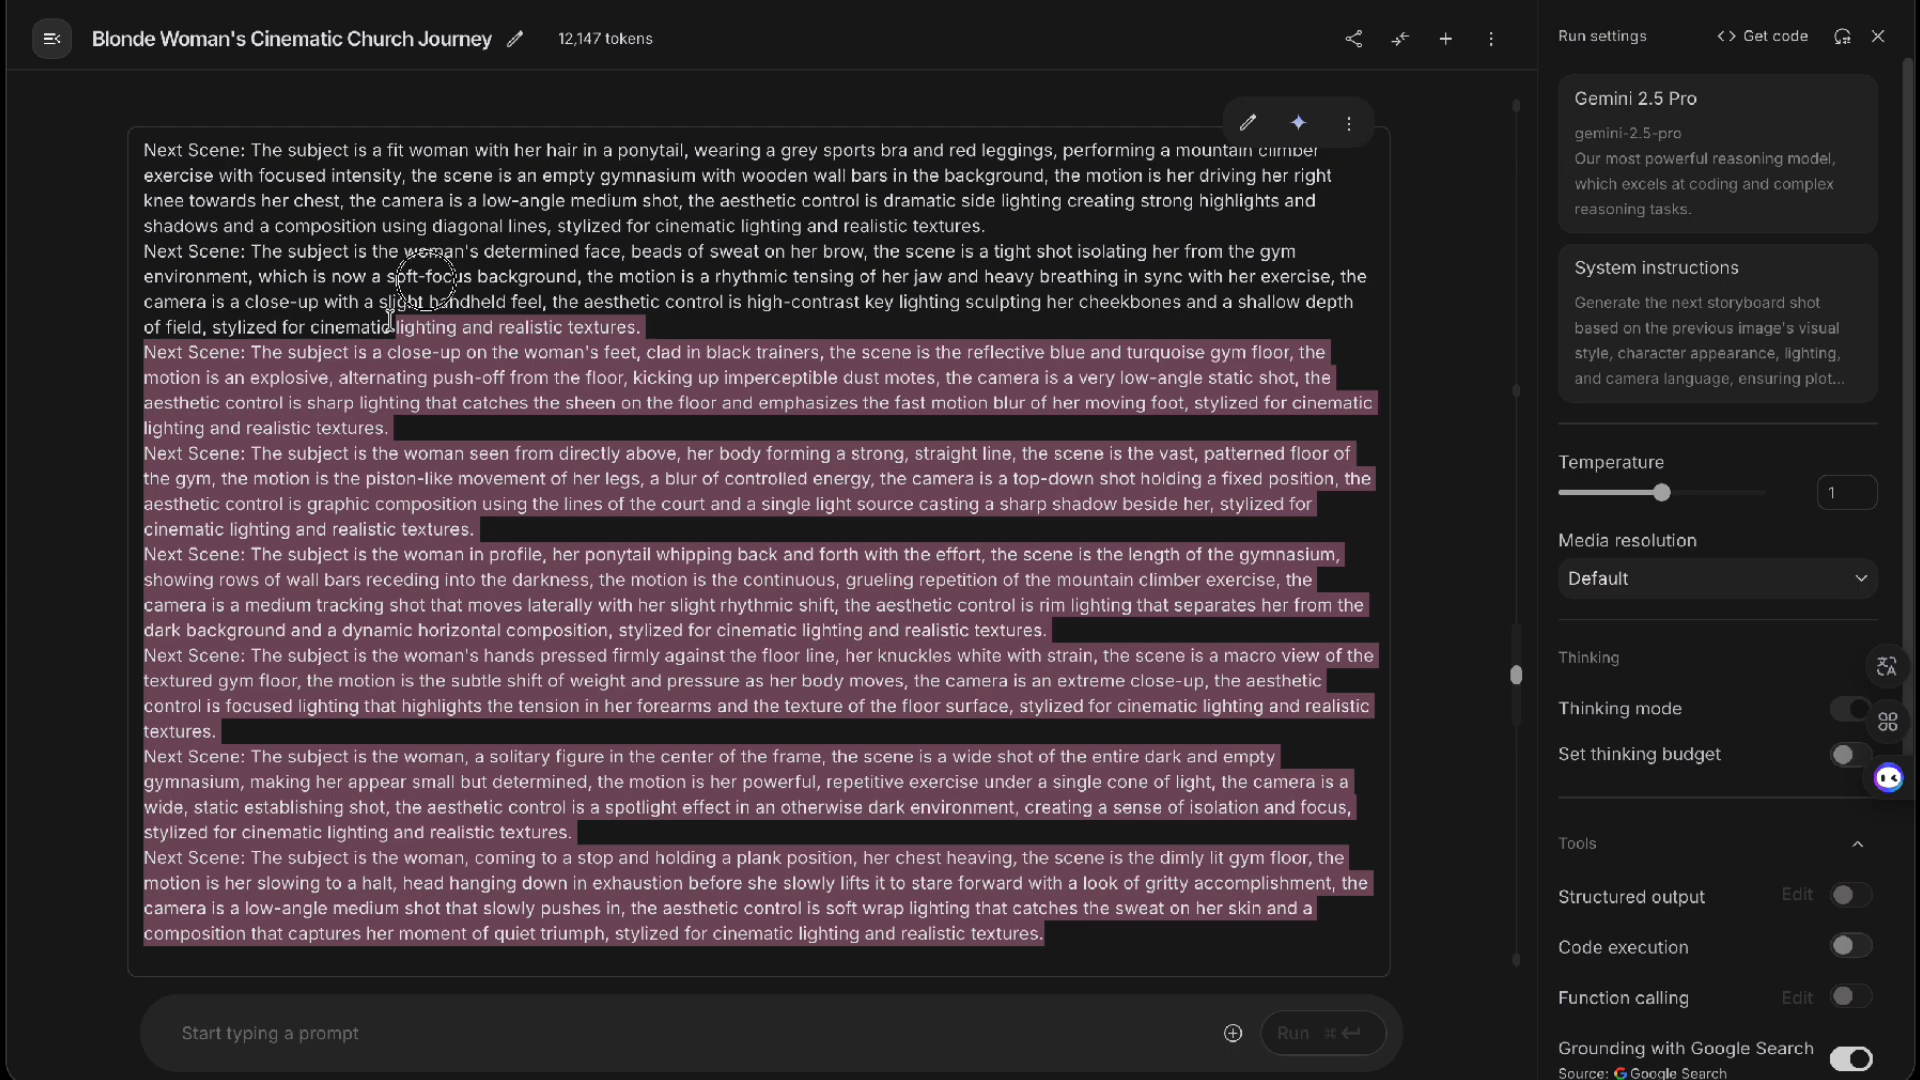 Blonde Woman's Cinematic Church Journey
12,147 tokens
Next Scene: The subject is a fit woman with her hair in a ponytail, wearing a grey sports bra and red leggings, performing a mountain climber
exercise with focused intensity, the scene is an empty gymnasium with wooden wall bars in the background, the motion is her driving her right
knee towards her chest, the camera is a low-angle medium shot, the aesthetic control is dramatic side lighting creating strong highlights and
shadows and a composition using diagonal lines, stylized for cinematic lighting and realistic textures.
Next Scene: The subject is the woman's determined face, beads of sweat on her brow, the scene is a tight shot isolating her from the gym
environment, which is now a soft-focus background, the motion is a rhythmic tensing of her jaw and heavy breathing in sync with her exercise, the
camera is a close-up with a slight handheld feel, the aesthetic control is high-contrast key lighting sculpting her cheekbones and a shallow depth
of field, stylized for cinematic lighting and realistic textures.
Next Scene: The subject is a close-up on the woman's feet, clad in black trainers, the scene is the reflective blue and turquoise gym floor, the
motion is an explosive, alternating push-off from the floor, kicking up imperceptible dust motes, the camera is a very low-angle static shot, the
aesthetic control is sharp lighting that catches the sheen on the floor and emphasizes the fast motion blur of her moving foot, stylized for cinematic
lighting and realistic textures.
Next Scene: The subject is the woman seen from directly above, her body forming a strong, straight line, the scene is the vast, patterned floor of
the gym, the motion is the piston-like movement of her legs, a blur of controlled energy, the camera is a top-down shot holding a fixed position, the
aesthetic control is graphic composition using the lines of the court and a single light source casting a sharp shadow beside her, stylized for
cinematic lighting and realistic textures.
Next Scene: The subject is the woman in profile, her ponytail whipping back and forth with the effort, the scene is the length of the gymnasium,
showing rows of wall bars receding into the darkness, the motion is the continuous, grueling repetition of the mountain climber exercise, the
camera is a medium tracking shot that moves laterally with her slight rhythmic shift, the aesthetic control is rim lighting that separates her from the
dark background and a dynamic horizontal composition, stylized for cinematic lighting and realistic textures.
Next Scene: The subject is the woman's hands pressed firmly against the floor line, her knuckles white with strain, the scene is a macro view of the
textured gym floor, the motion is the subtle shift of weight and pressure as her body moves, the camera is an extreme close-up, the aesthetic
control is focused lighting that highlights the tension in her forearms and the texture of the floor surface, stylized for cinematic lighting and realistic
textures.
Next Scene: The subject is the woman, a solitary figure in the center of the frame, the scene is a wide shot of the entire dark and empty
gymnasium, making her appear small but determined, the motion is her powerful, repetitive exercise under a single cone of light, the camera is a
wide, static establishing shot, the aesthetic control is a spotlight effect in an otherwise dark environment, creating a sense of isolation and focus,
stylized for cinematic lighting and realistic textures.
Next Scene: The subject is the woman, coming to a stop and holding a plank position, her chest heaving, the scene is the dimly lit gym floor, the
motion is her slowing to a halt, head hanging down in exhaustion before she slowly lifts it to stare forward with a look of gritty accomplishment, the
camera is a low-angle medium shot that slowly pushes in, the aesthetic control is soft wrap lighting that catches the sweat on her skin and a
composition that captures her moment of quiet triumph, stylized for cinematic lighting and realistic textures.
Start typing a prompt
Run ⌘
Run settings
<> Get code
Gemini 2.5 Pro
gemini-2.5-pro
Our most powerful reasoning model,
which excels at coding and complex
reasoning tasks.
System instructions
Generate the next storyboard shot
based on the previous image's visual
style, character appearance, lighting,
and camera language, ensuring plot...
Temperature
1
Media resolution
Default
Thinking
Thinking mode
Set thinking budget
Tools
Structured output Edit
Code execution
Function calling Edit
Grounding with Google Search
Source: Google Search